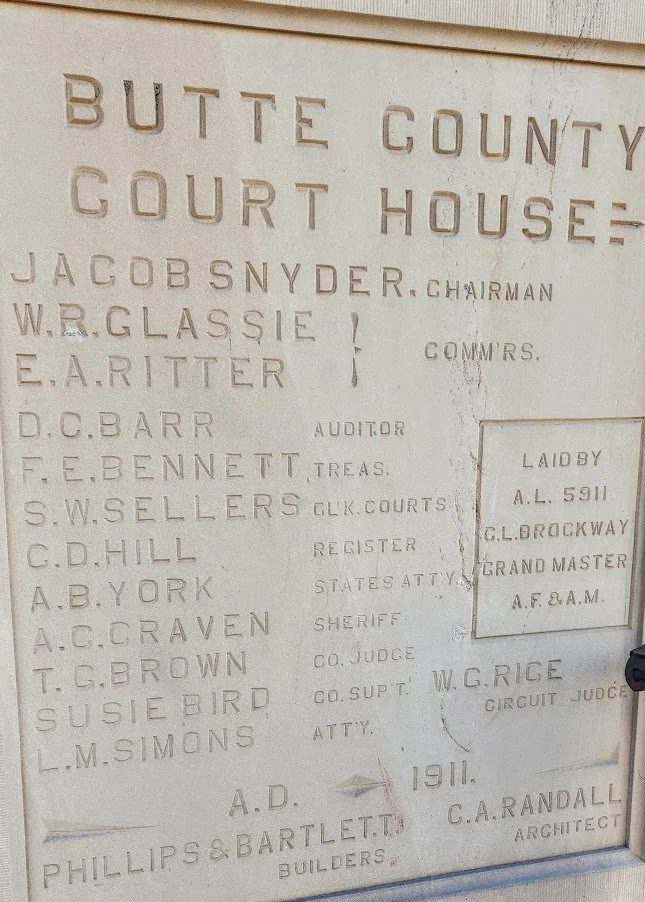 BUTTE COUNTY
COURT HOUSE
JACOB SNYDER. CHAIRMAN
W.R.GLASSIE
E.A.RITTER
COMM'RS.
D.C.BARR AUDITOR
F.E.BENNETT, TREAS.
S.W.SELLERS CL'K.COURTS
C.D.HILL REGISTER
A.B.YORK STATES ATT'Y.
A.C.CRAVEN SHERIFF
T.G.BROWN CO.JUDGE
SUSIE BIRD CO.SUP'T.
L.M.SIMONS ATT'Y.
LAID BY
A.L. 5911
C.L.BROCKWAY
GRAND MASTER
A.F.&A.M.
W.G.RICE
CIRCUIT JUDGE
A.D. 1911.
PHILLIPS & BARTLETT.
BUILDERS.
C.A.RANDALL
ARCHITECT